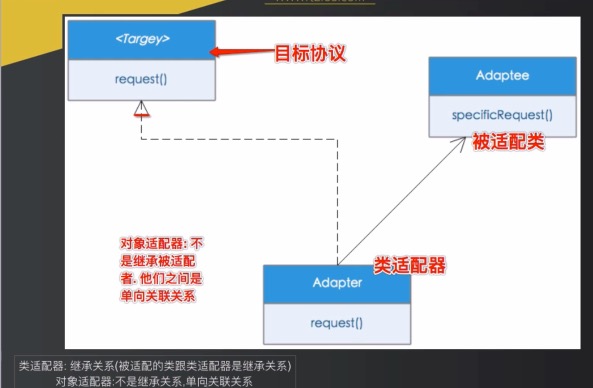 <Targey>
request()
目标协议
Adaptee
specificRequest()
被适配类
对象适配器: 不
是继承被适配
者. 他们之间是
单向关联关系
类适配器
Adapter
request()
类适配器: 继承关系(被适配的类跟类适配器是继承关系)
对象适配器:不是继承关系,单向关联关系